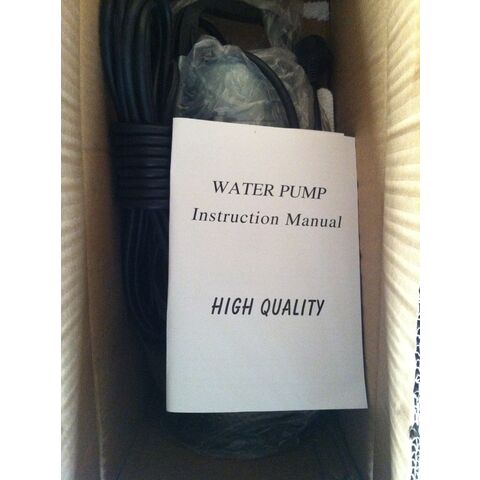 WATER PUMP
Instruction Manual
HIGH QUALITY